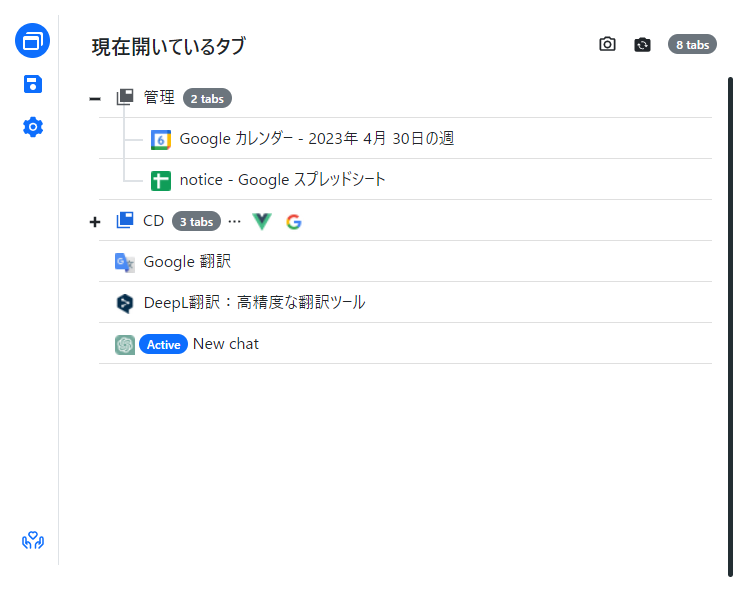 現在開いているタブ 8 tabs
管理 2 tabs
6 Google カレンダー - 2023年 4月 30日の週
notice - Google スプレッドシート
CD 3 tabs ···
Google 翻訳
DeepL翻訳：高精度な翻訳ツール
Active New chat